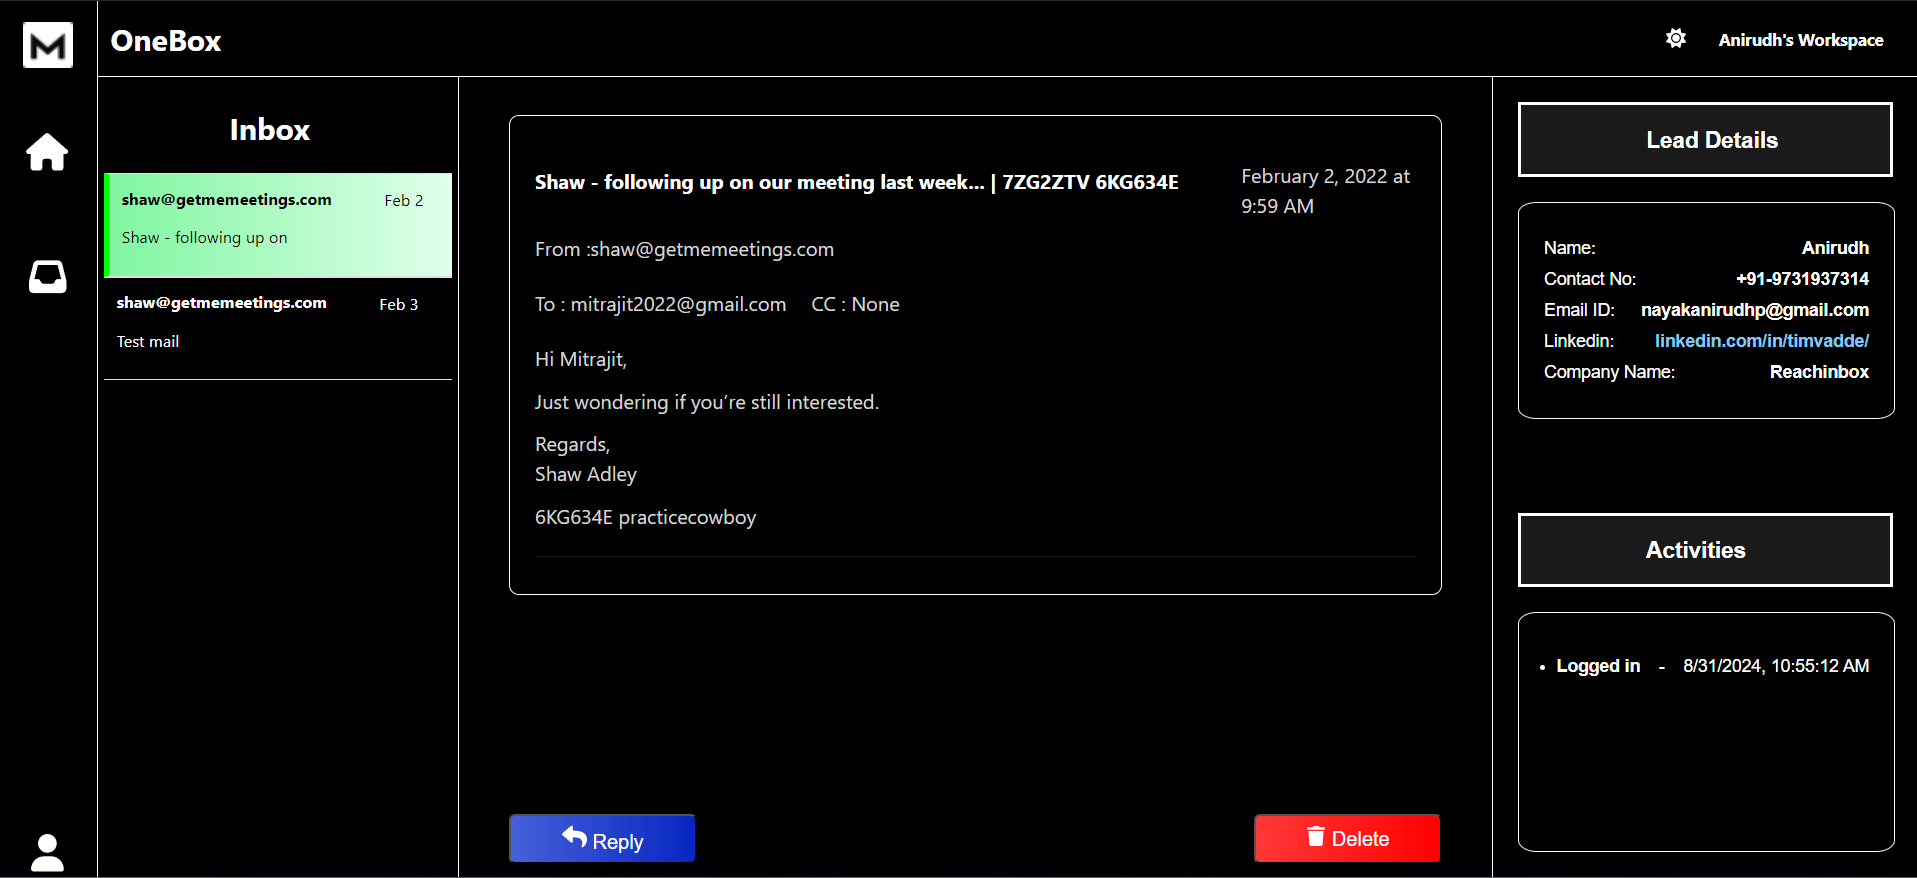 M
OneBox
Anirudh's Workspace
Inbox
shaw@getmemeetings.com Feb 2
Shaw - following up on
shaw@getmemeetings.com Feb 3
Test mail
Shaw - following up on our meeting last week... | 7ZG2ZTV 6KG634E
February 2, 2022 at
9:59 AM
From :shaw@getmemeetings.com
To : mitrajit2022@gmail.com CC : None
Hi Mitrajit,
Just wondering if you’re still interested.
Regards,
Shaw Adley
6KG634E practicecowboy
Reply
Delete
Lead Details
Name: Anirudh
Contact No: +91-9731937314
Email ID: nayakanirudhp@gmail.com
Linkedin: linkedin.com/in/timvadde/
Company Name: Reachinbox
Activities
• Logged in - 8/31/2024, 10:55:12 AM